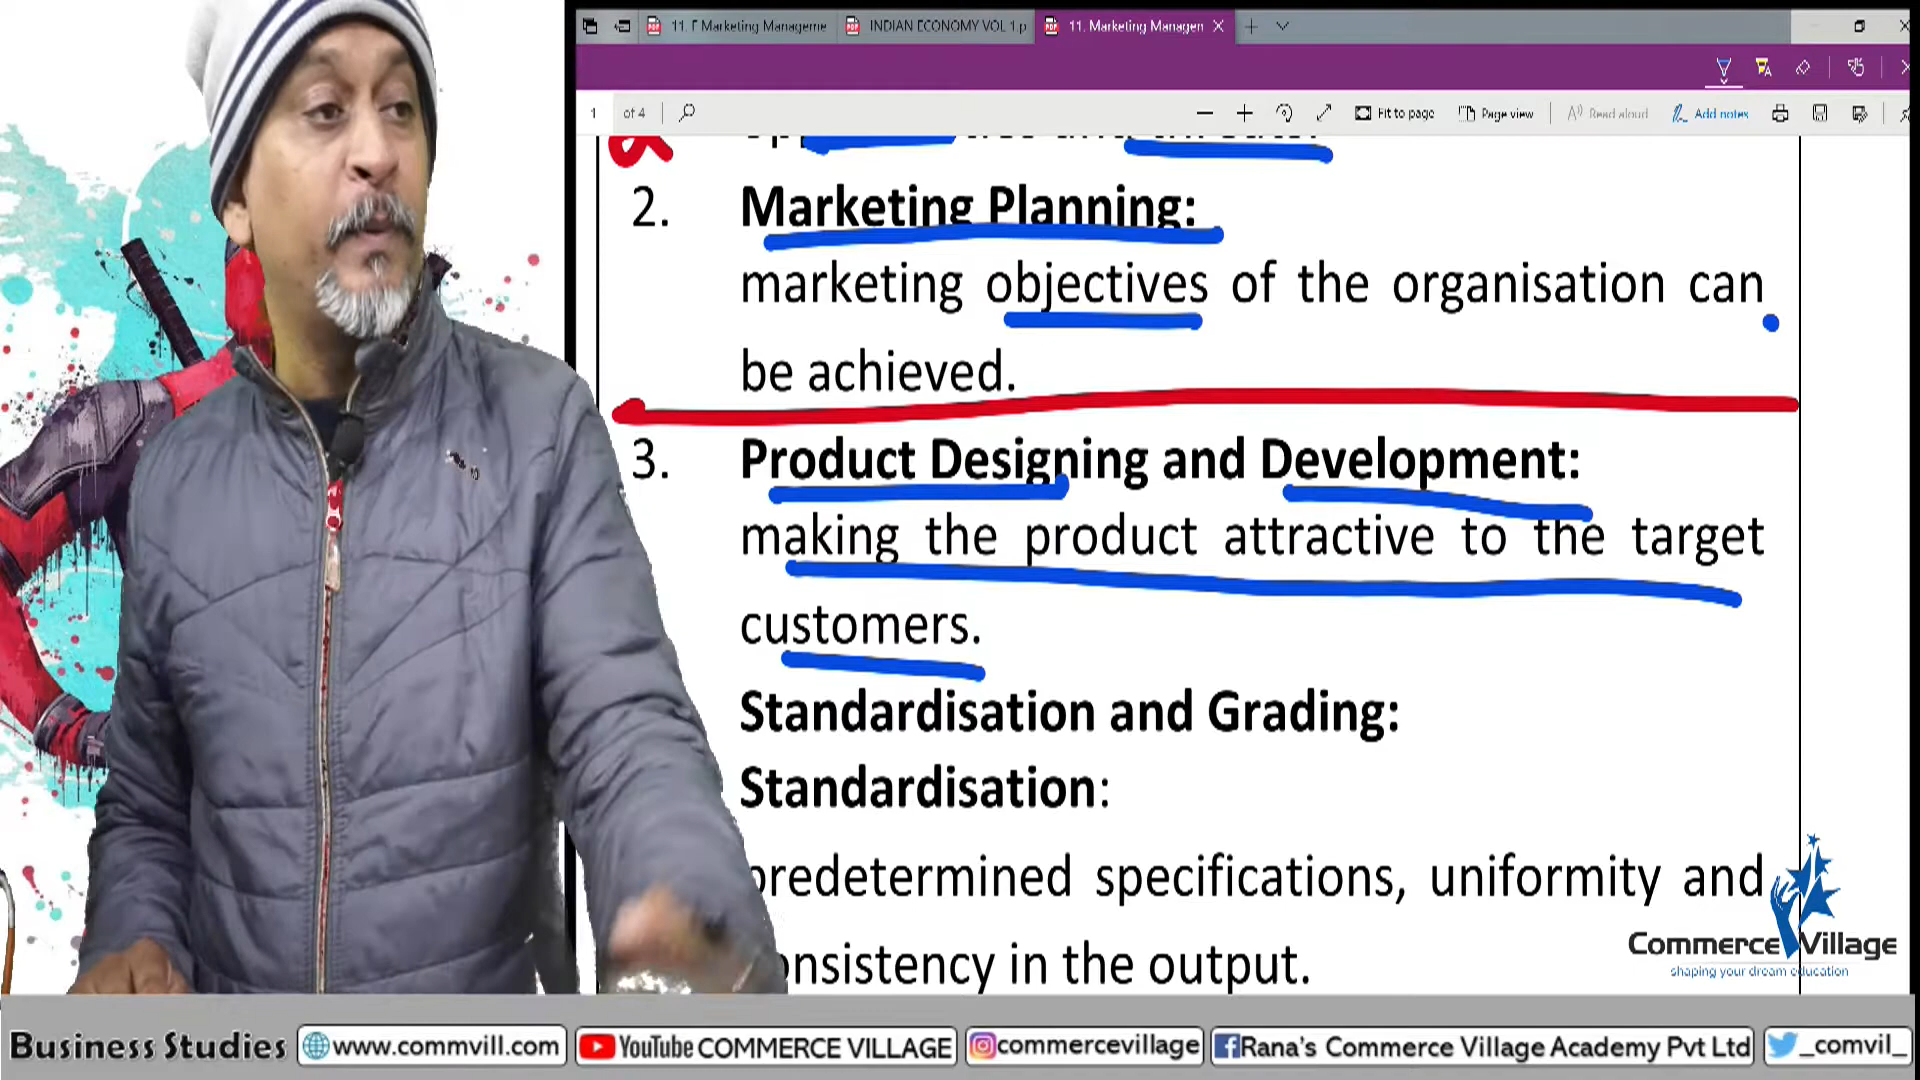 11. F Marketing Manageme
INDIAN ECONOMY VOL 1.p
11. Marketing Managen
1 of 4
Fit to page
Page view
Read aloud
Add notes
2. Marketing Planning:
marketing objectives of the organisation can
be achieved.
3. Product Designing and Development:
making the product attractive to the target
customers.
Standardisation and Grading:
Standardisation:
predetermined specifications, uniformity and
onsistency in the output.
Commerce Village
shaping your dream education
Business Studies
www.commvill.com
YouTube COMMERCE VILLAGE
commercevillage
Rana's Commerce Village Academy Pvt Ltd
_comvil_